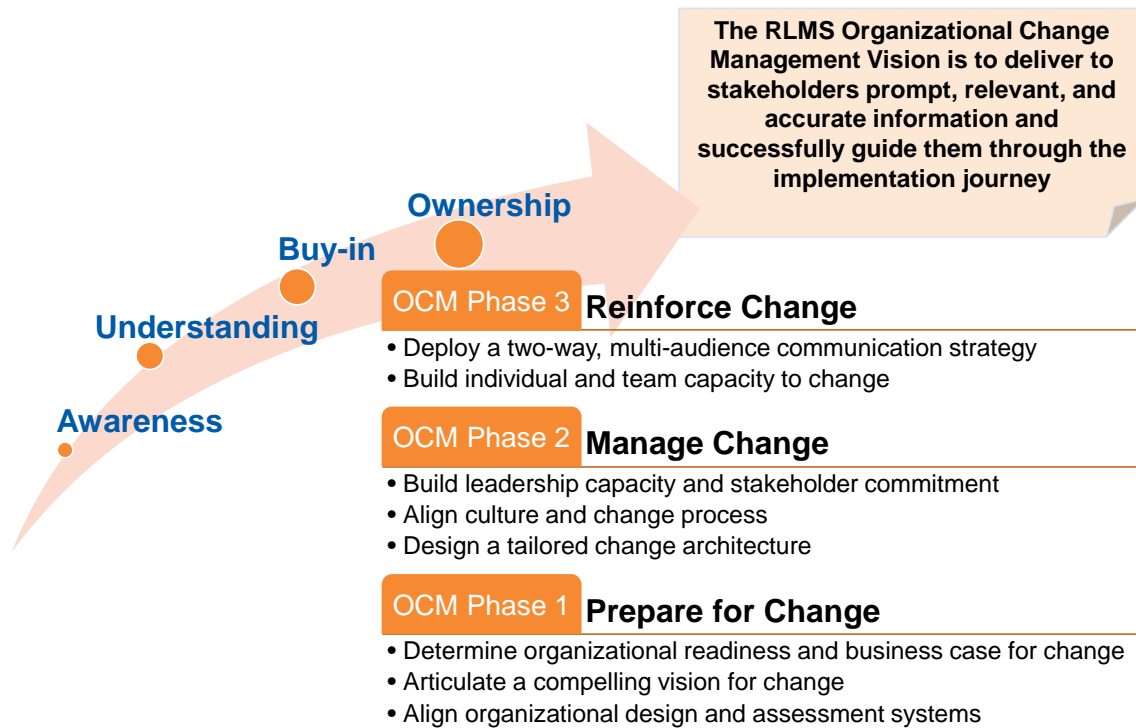 The RLMS Organizational Change
Management Vision is to deliver to
stakeholders prompt, relevant, and
accurate information and
successfully guide them through the
implementation journey
Ownership
Buy-in
Understanding
Awareness
OCM Phase 3 Reinforce Change
• Deploy a two-way, multi-audience communication strategy
• Build individual and team capacity to change
OCM Phase 2 Manage Change
• Build leadership capacity and stakeholder commitment
• Align culture and change process
• Design a tailored change architecture
OCM Phase 1 Prepare for Change
• Determine organizational readiness and business case for change
• Articulate a compelling vision for change
• Align organizational design and assessment systems